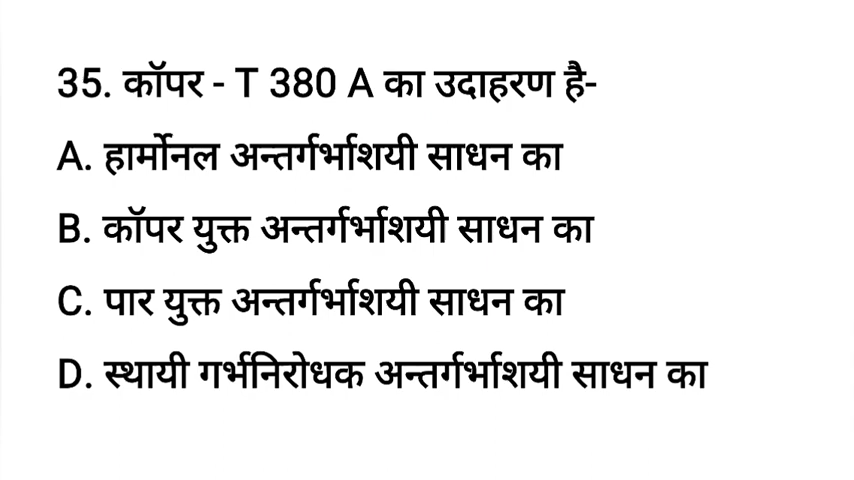 35. कॉपर - T 380 A का उदाहरण है-
A. हार्मोनल अन्तर्गर्भाशयी साधन का
B. कॉपर युक्त अन्तर्गर्भाशयी साधन का
C. पार युक्त अन्तर्गर्भाशयी साधन का
D. स्थायी गर्भनिरोधक अन्तर्गर्भाशयी साधन का